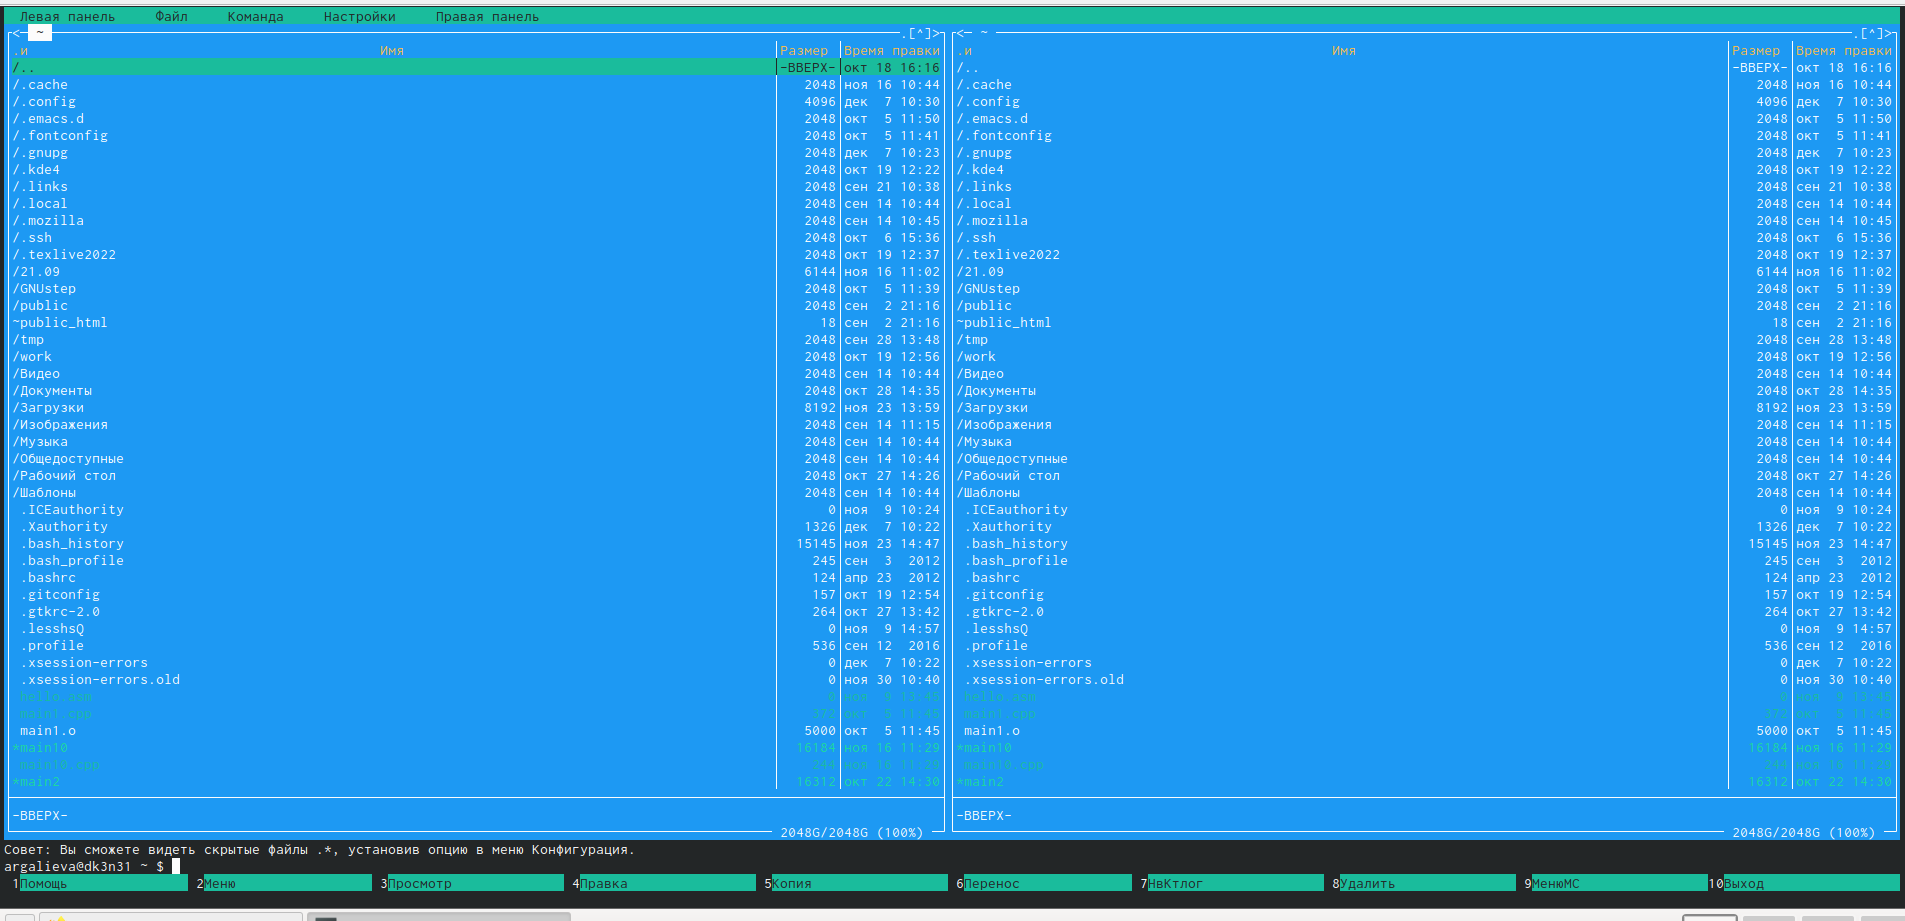 Левая панель Файл Команда Настройки Правая панель
<─ ~ .[^]> <─ ~ .[^]>
.и Имя Размер Время правки .и Имя Размер Время правки
/.. -ВВЕРХ- окт 18 16:16 /.. -ВВЕРХ- окт 18 16:16
/.cache 2048 ноя 16 10:44 /.cache 2048 ноя 16 10:44
/.config 4096 дек 7 10:30 /.config 4096 дек 7 10:30
/.emacs.d 2048 окт 5 11:50 /.emacs.d 2048 окт 5 11:50
/.fontconfig 2048 окт 5 11:41 /.fontconfig 2048 окт 5 11:41
/.gnupg 2048 дек 7 10:23 /.gnupg 2048 дек 7 10:23
/.kde4 2048 окт 19 12:22 /.kde4 2048 окт 19 12:22
/.links 2048 сен 21 10:38 /.links 2048 сен 21 10:38
/.local 2048 сен 14 10:44 /.local 2048 сен 14 10:44
/.mozilla 2048 сен 14 10:45 /.mozilla 2048 сен 14 10:45
/.ssh 2048 окт 6 15:36 /.ssh 2048 окт 6 15:36
/.texlive2022 2048 окт 19 12:37 /.texlive2022 2048 окт 19 12:37
/21.09 6144 ноя 16 11:02 /21.09 6144 ноя 16 11:02
/GNUstep 2048 окт 5 11:39 /GNUstep 2048 окт 5 11:39
/public 2048 сен 2 21:16 /public 2048 сен 2 21:16
~public_html 18 сен 2 21:16 ~public_html 18 сен 2 21:16
/tmp 2048 сен 28 13:48 /tmp 2048 сен 28 13:48
/work 2048 окт 19 12:56 /work 2048 окт 19 12:56
/Видео 2048 сен 14 10:44 /Видео 2048 сен 14 10:44
/Документы 2048 окт 28 14:35 /Документы 2048 окт 28 14:35
/Загрузки 8192 ноя 23 13:59 /Загрузки 8192 ноя 23 13:59
/Изображения 2048 сен 14 11:15 /Изображения 2048 сен 14 11:15
/Музыка 2048 сен 14 10:44 /Музыка 2048 сен 14 10:44
/Общедоступные 2048 сен 14 10:44 /Общедоступные 2048 сен 14 10:44
/Рабочий стол 2048 окт 27 14:26 /Рабочий стол 2048 окт 27 14:26
/Шаблоны 2048 сен 14 10:44 /Шаблоны 2048 сен 14 10:44
.ICEauthority 0 ноя 9 10:24 .ICEauthority 0 ноя 9 10:24
.Xauthority 1326 дек 7 10:22 .Xauthority 1326 дек 7 10:22
.bash_history 15145 ноя 23 14:47 .bash_history 15145 ноя 23 14:47
.bash_profile 245 сен 3 2012 .bash_profile 245 сен 3 2012
.bashrc 124 апр 23 2012 .bashrc 124 апр 23 2012
.gitconfig 157 окт 19 12:54 .gitconfig 157 окт 19 12:54
.gtkrc-2.0 264 окт 27 13:42 .gtkrc-2.0 264 окт 27 13:42
.lesshsQ 0 ноя 9 14:57 .lesshsQ 0 ноя 9 14:57
.profile 536 сен 12 2016 .profile 536 сен 12 2016
.xsession-errors 0 дек 7 10:22 .xsession-errors 0 дек 7 10:22
.xsession-errors.old 0 ноя 30 10:40 .xsession-errors.old 0 ноя 30 10:40
hello.asm 0 ноя 13:45 hello.asm 0 ноя 13:45
main1.cpp 372 окт 5 11:45 main1.cpp 372 окт 5 11:45
main1.o 5000 окт 5 11:45 main1.o 5000 окт 5 11:45
*main10 16184 ноя 16 11:29 *main10 16184 ноя 16 11:29
main10.cpp 244 ноя 16 11:29 main10.cpp 244 ноя 16 11:29
*main2 16312 окт 22 14:30 *main2 16312 окт 22 14:30
-ВВЕРХ- -ВВЕРХ-
2048G/2048G (100%) 2048G/2048G (100%)
Совет: Вы сможете видеть скрытые файлы .*, установив опцию в меню Конфигурация.
argalieva@dk3n31 ~ $
1Помощь 2Меню 3Просмотр 4Правка 5Копия 6Перенос 7НвКтлог 8Удалить 9МенюМС 10Выход